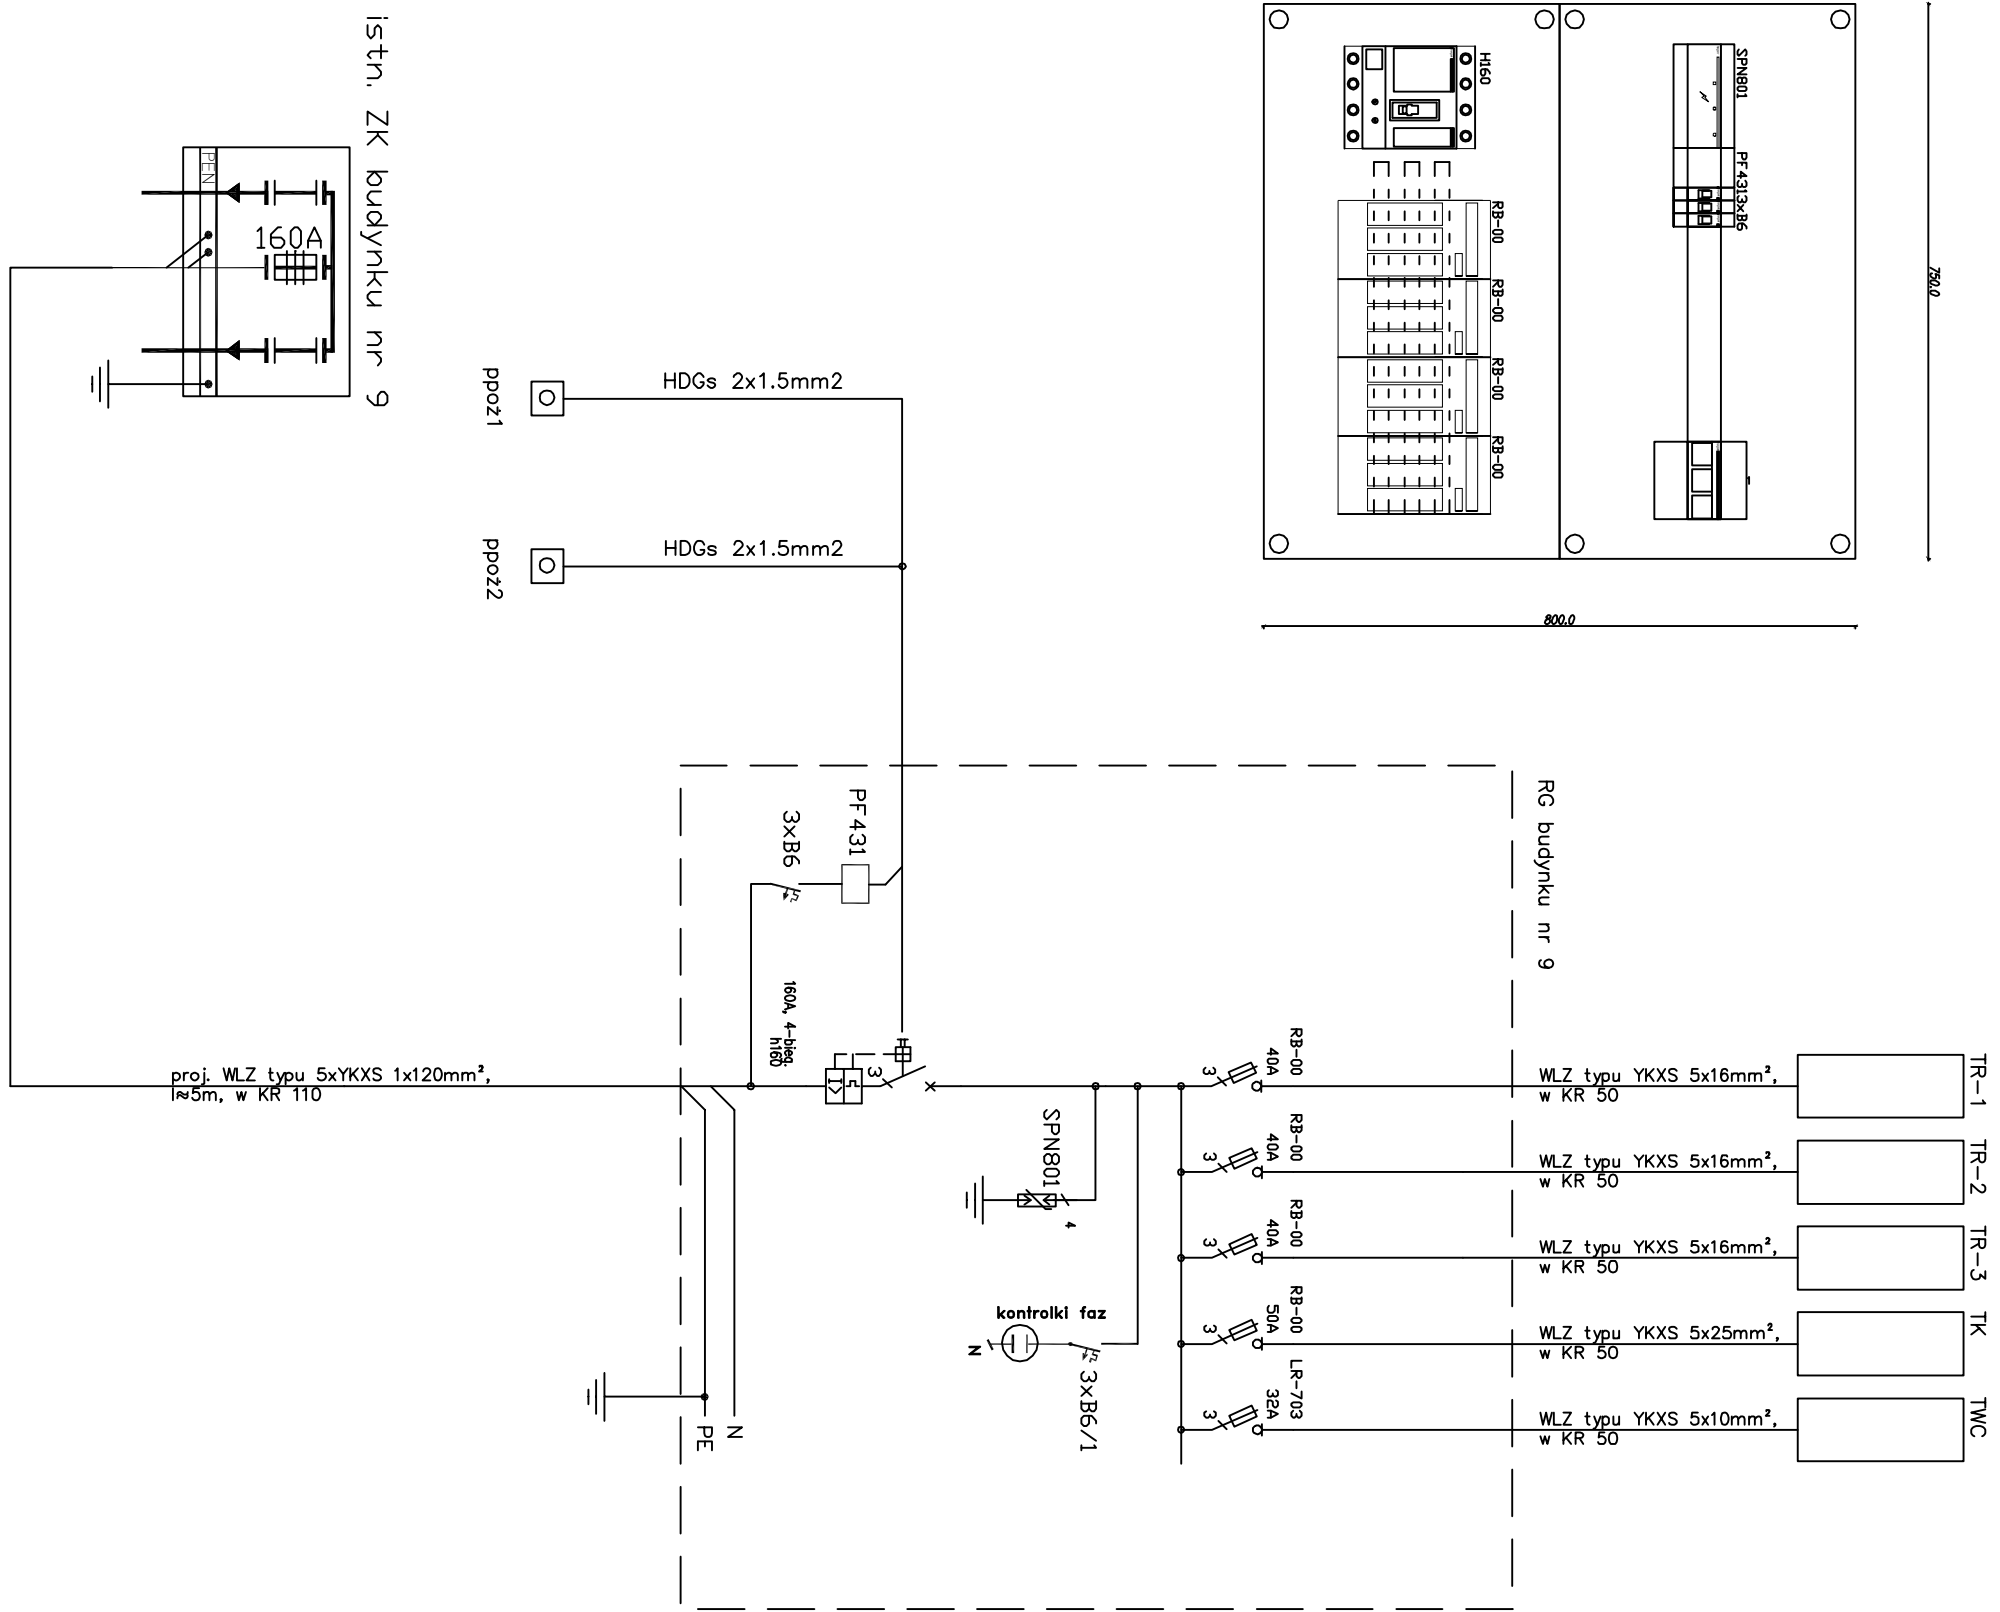 istn. ZK budynku nr 9
PEN
160A
H160
RB-00
RB-00
RB-00
RB-00
SPN801
PF431
3xB6
1
750.0
800.0
ppoż1
HDGs 2x1.5mm2
ppoż2
HDGs 2x1.5mm2
RG budynku nr 9
PF431
3xB6
160A, 4-bieg.
h160
3
proj. WLZ typu 5xYKXS 1x120mm²,
l≈5m, w KR 110
SPN801
4
kontrolki faz
N
3xB6/1
N
PE
RB-00
40A
3
WLZ typu YKXS 5x16mm²,
w KR 50
TR-1
RB-00
40A
3
WLZ typu YKXS 5x16mm²,
w KR 50
TR-2
RB-00
40A
3
WLZ typu YKXS 5x16mm²,
w KR 50
TR-3
RB-00
50A
3
WLZ typu YKXS 5x25mm²,
w KR 50
TK
LR-703
32A
3
WLZ typu YKXS 5x10mm²,
w KR 50
TWC